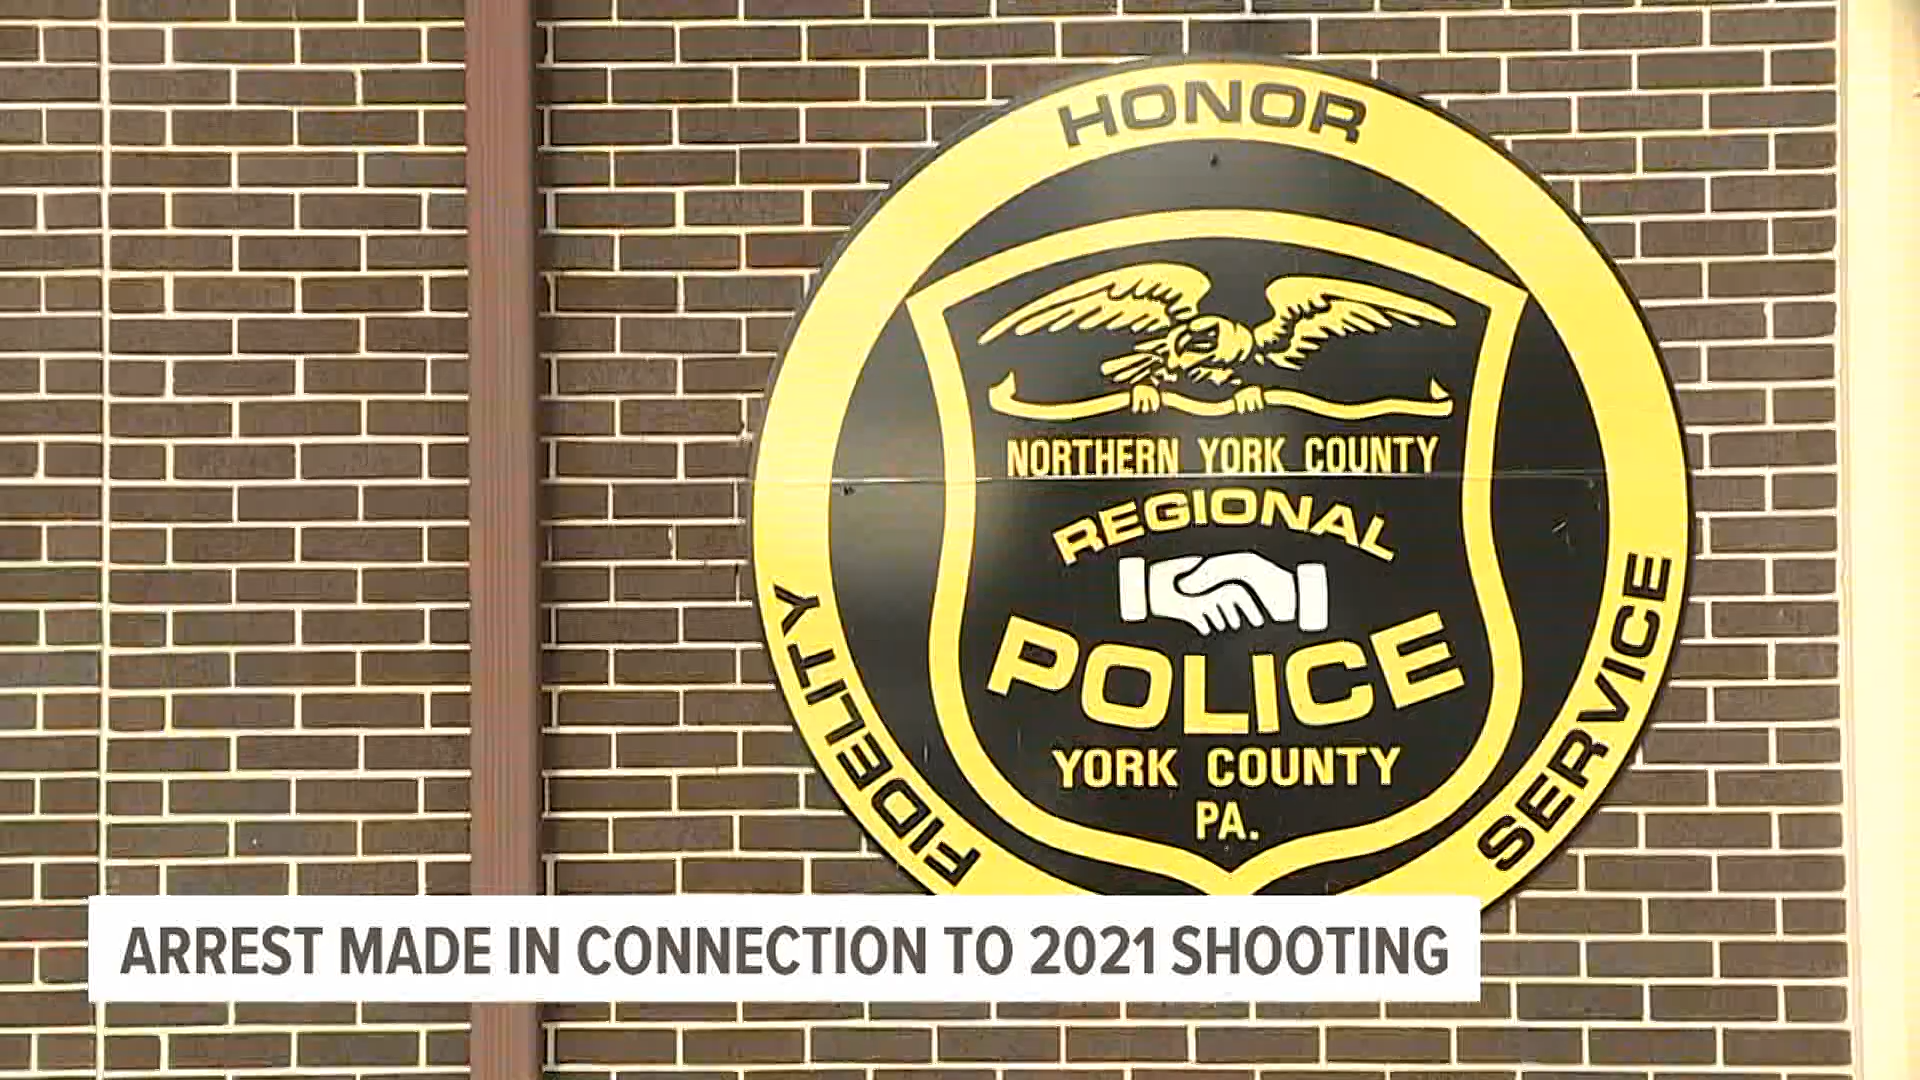 HONOR
NORTHERN YORK COUNTY
REGIONAL
POLICE
YORK COUNTY
PA.
FIDELITY
SERVICE
ARREST MADE IN CONNECTION TO 2021 SHOOTING